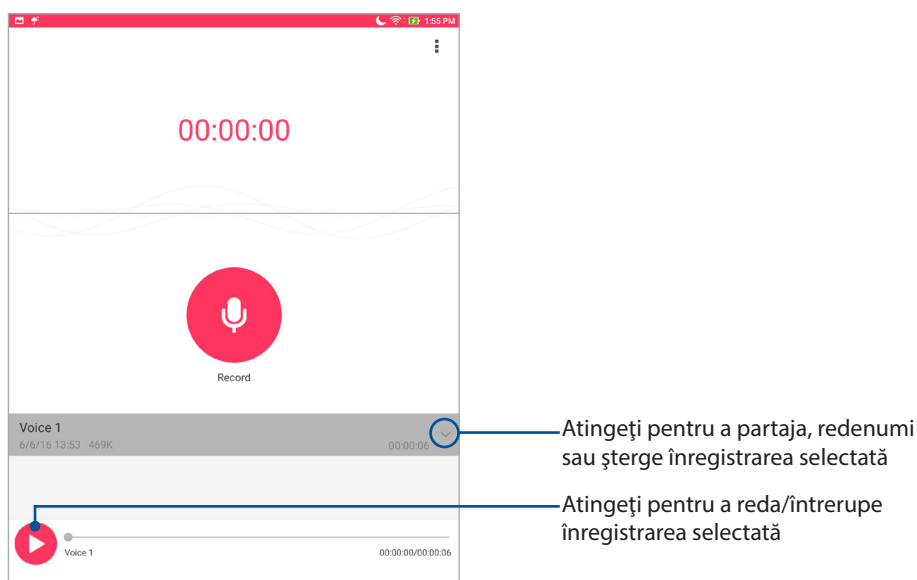 1:55 PM
00:00:00
Record
Voice 1
6/6/16 13:53 469K
00:00:06
Atingeţi pentru a partaja, redenumi
sau şterge înregistrarea selectată
Atingeţi pentru a reda/întrerupe
înregistrarea selectată
Voice 1
00:00:00/00:00:06